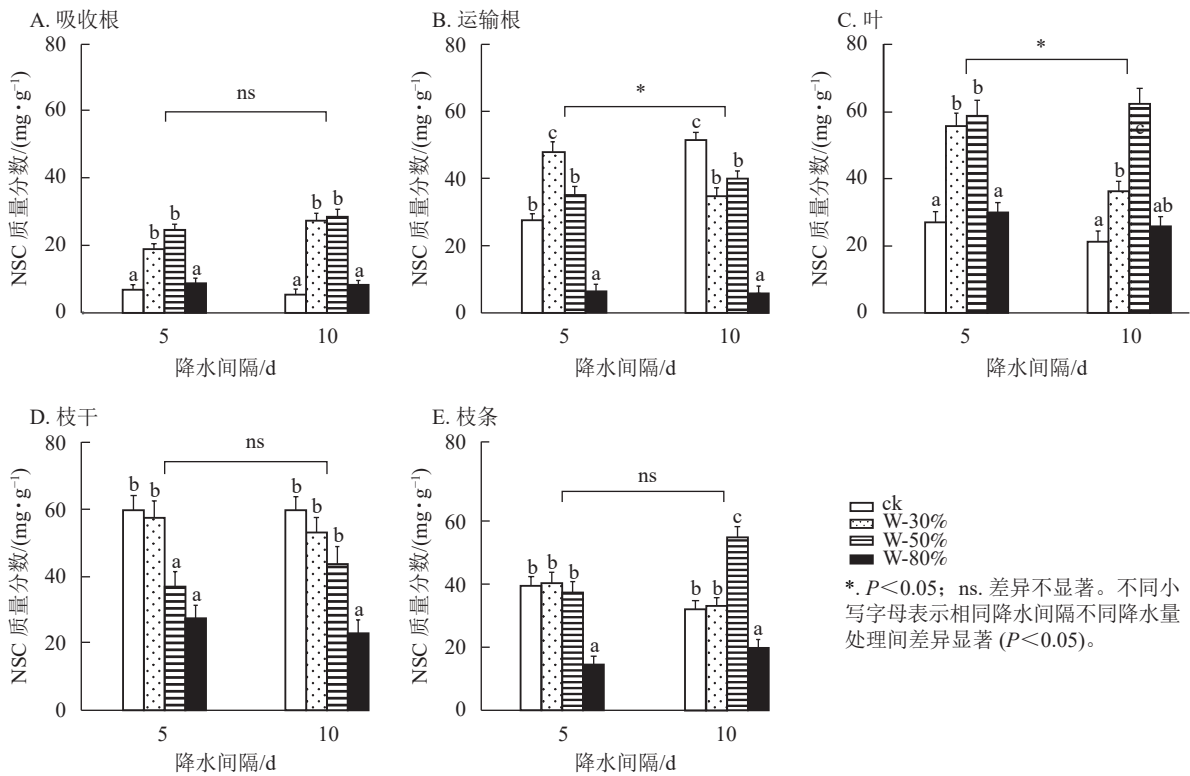 A. 吸收根
80
60
40
20
0
NSC 质量分数/(mg·g⁻¹)
ns
a
b
b
a
a
b
b
a
5
10
降水间隔/d
B. 运输根
80
60
40
20
0
NSC 质量分数/(mg·g⁻¹)
*
b
c
b
a
c
b
b
a
5
10
降水间隔/d
C. 叶
80
60
40
20
0
NSC 质量分数/(mg·g⁻¹)
*
a
b
b
a
a
b
c
ab
5
10
降水间隔/d
D. 枝干
80
60
40
20
0
NSC 质量分数/(mg·g⁻¹)
ns
b
b
a
a
b
b
b
a
5
10
降水间隔/d
E. 枝条
80
60
40
20
0
NSC 质量分数/(mg·g⁻¹)
ns
b
b
b
a
b
b
c
a
5
10
降水间隔/d
ck
W-30%
W-50%
W-80%
*. P<0.05；ns. 差异不显著。不同小
写字母表示相同降水间隔不同降水量
处理间差异显著 (P<0.05)。